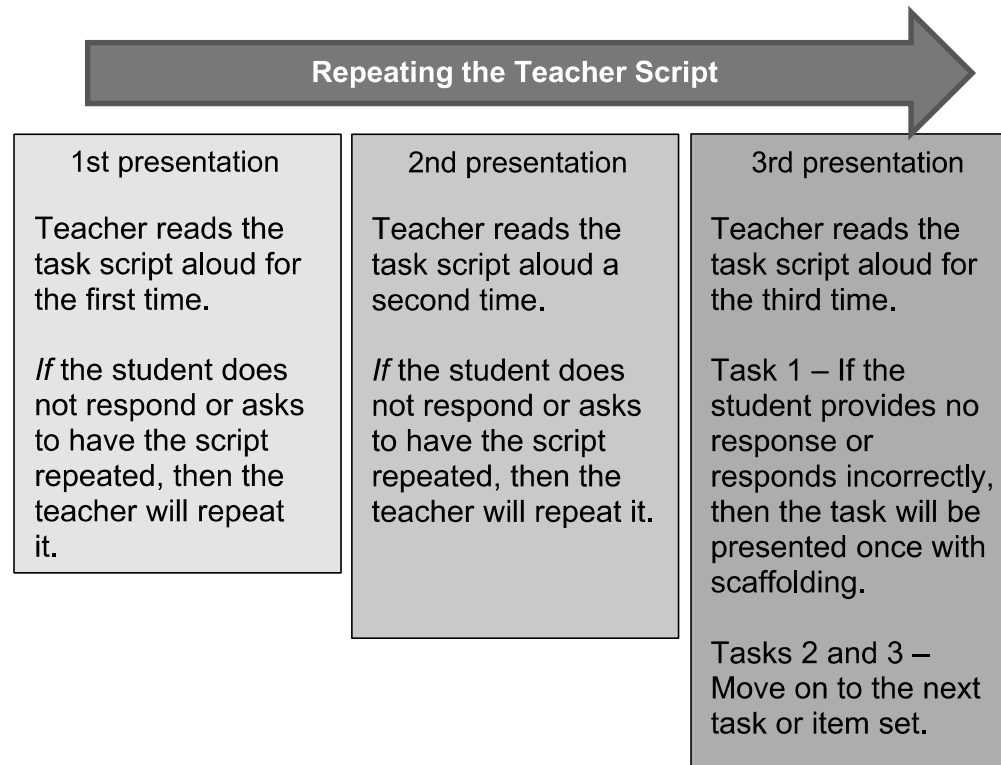 Repeating the Teacher Script
1st presentation
Teacher reads the
task script aloud for
the first time.
If the student does
not respond or asks
to have the script
repeated, then the
teacher will repeat
it.
2nd presentation
Teacher reads the
task script aloud a
second time.
If the student does
not respond or asks
to have the script
repeated, then the
teacher will repeat it.
3rd presentation
Teacher reads the
task script aloud for
the third time.
Task 1 – If the
student provides no
response or
responds incorrectly,
then the task will be
presented once with
scaffolding.
Tasks 2 and 3 –
Move on to the next
task or item set.